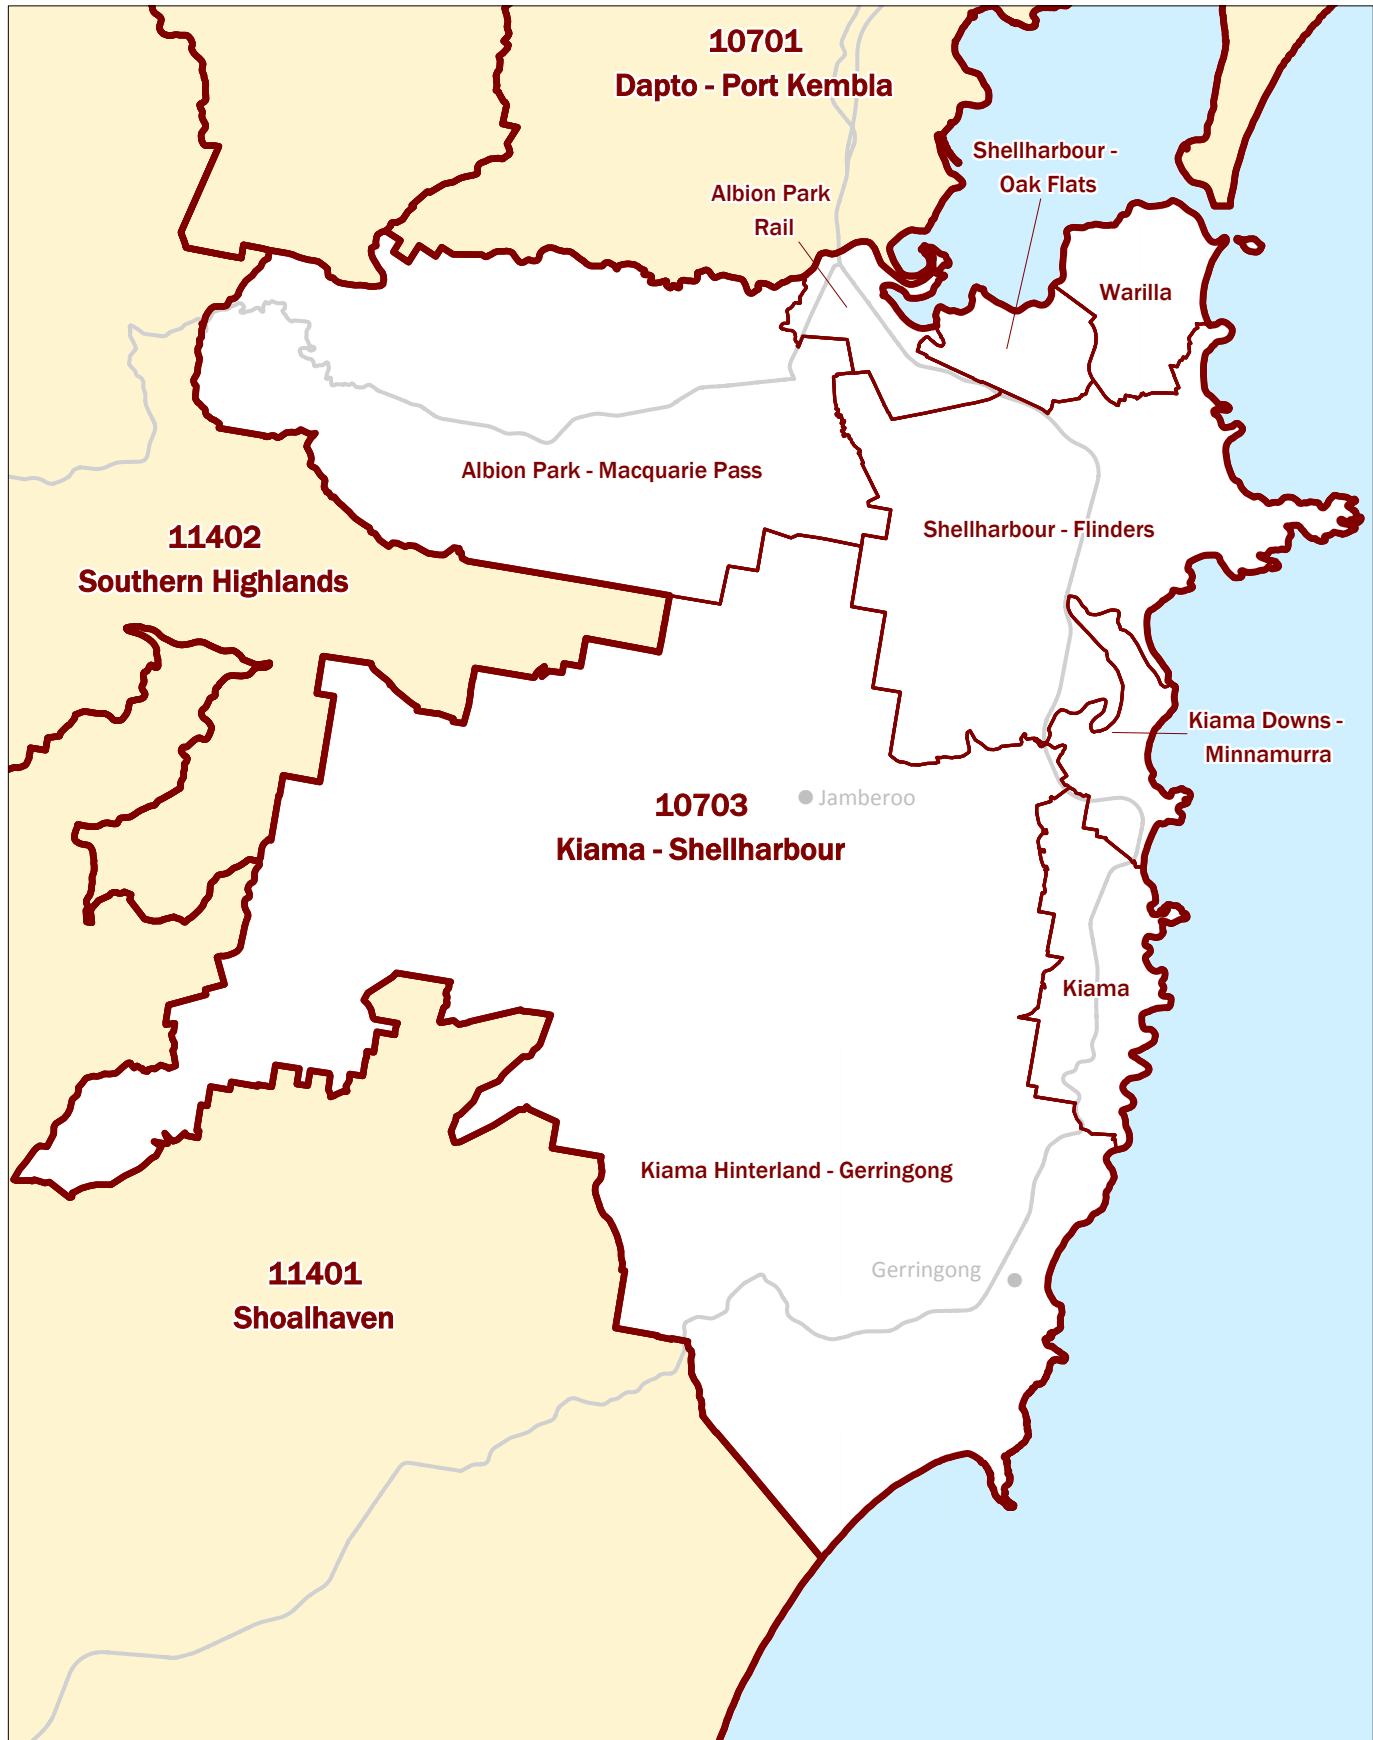 10701
Dapto - Port Kembla
Shellharbour -
Oak Flats
Albion Park
Rail
Warilla
Albion Park - Macquarie Pass
Shellharbour - Flinders
11402
Southern Highlands
Kiama Downs -
Minnamurra
10703
Kiama - Shellharbour
Jamberoo
Kiama
Kiama Hinterland - Gerringong
Gerringong
11401
Shoalhaven